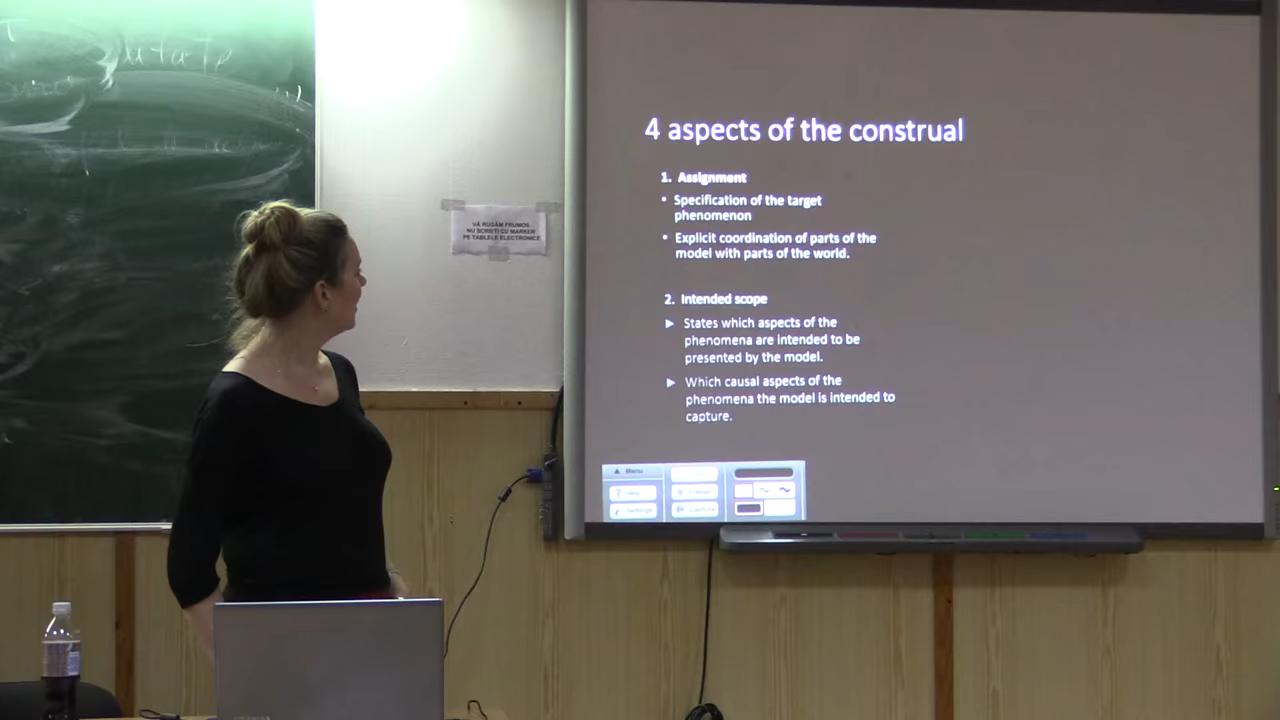 4 aspects of the construal
1. Assignment
• Specification of the target
phenomenon
• Explicit coordination of parts of the
model with parts of the world.
2. Intended scope
▶ States which aspects of the
phenomena are intended to be
presented by the model.
▶ Which causal aspects of the
phenomena the model is intended to
capture.
VĂ RUGĂM FRUMOS
NU SCRIEȚI CU MARKER
PE TABLELE ELECTRONICE
Menu
? Help
Settings
Capture